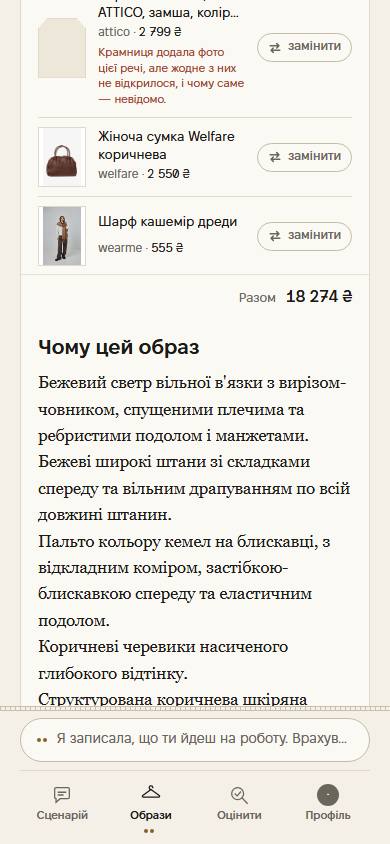 ATTICO, замша, колір...
attico · 2 799 ₴
Крамниця додала фото
цієї речі, але жодне з них
не відкрилося, і чому саме
— невідомо.
замінити
Жіноча сумка Welfare
коричнева
welfare · 2 550 ₴
замінити
Шарф кашемір дреди
wearme · 555 ₴
замінити
Разом 18 274 ₴
Чому цей образ
Бежевий светр вільної в'язки з вирізом-
човником, спущеними плечима та
ребристими подолом і манжетами.
Бежеві широкі штани зі складками
спереду та вільним драпуванням по всій
довжині штанин.
Пальто кольору кемел на блискавці, з
відкладним коміром, застібкою-
блискавкою спереду та еластичним
подолом.
Коричневі черевики насиченого
глибокого відтінку.
Структурована коричнева шкіряна
Я записала, що ти йдеш на роботу. Врахув...
Сценарій Образи Оцінити Профіль